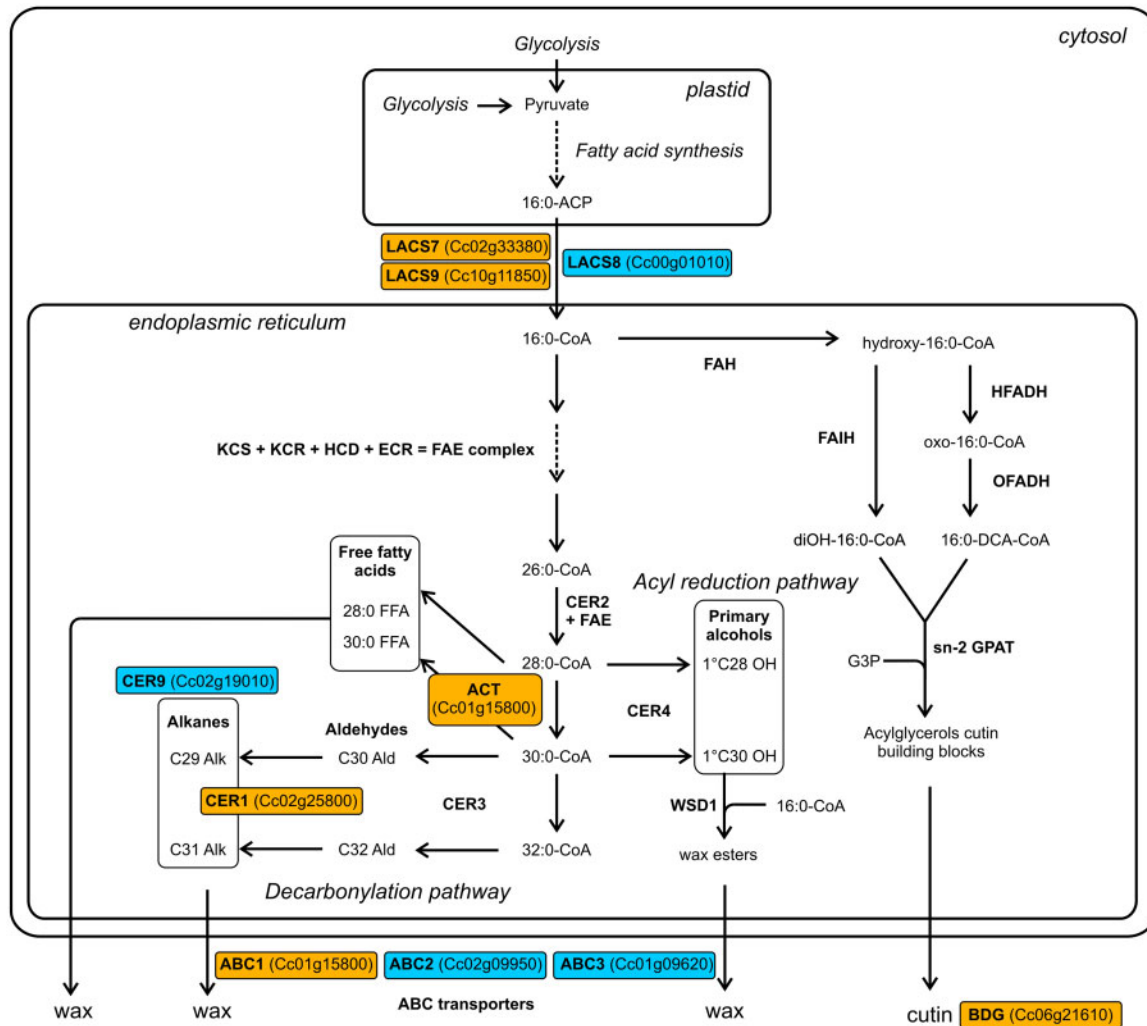 cytosol
Glycolysis
plastid
Glycolysis
Pyruvate
Fatty acid synthesis
16:0-ACP
LACS7 (Cc02g33380)
LACS8 (Cc00g01010)
LACS9 (Cc10g11850)
endoplasmic reticulum
16:0-CoA
FAH
hydroxy-16:0-CoA
HFADH
KCS + KCR + HCD + ECR = FAE complex
FAIH
oxo-16:0-CoA
OFADH
diOH-16:0-CoA
16:0-DCA-CoA
Free fatty
acids
28:0 FFA
30:0 FFA
26:0-CoA
Acyl reduction pathway
CER2
+ FAE
Primary
alcohols
sn-2 GPAT
G3P
28:0-CoA
1°C28 OH
CER9 (Cc02g19010)
ACT
(Cc01g15800)
CER4
Alkanes
Aldehydes
Acylglycerols cutin
building blocks
C29 Alk
C30 Ald
30:0-CoA
1°C30 OH
CER1 (Cc02g25800)
CER3
WSD1
16:0-CoA
C31 Alk
C32 Ald
32:0-CoA
wax esters
Decarbonylation pathway
ABC1 (Cc01g15800)
ABC2 (Cc02g09950)
ABC3 (Cc01g09620)
ABC transporters
wax
wax
wax
cutin
BDG (Cc06g21610)